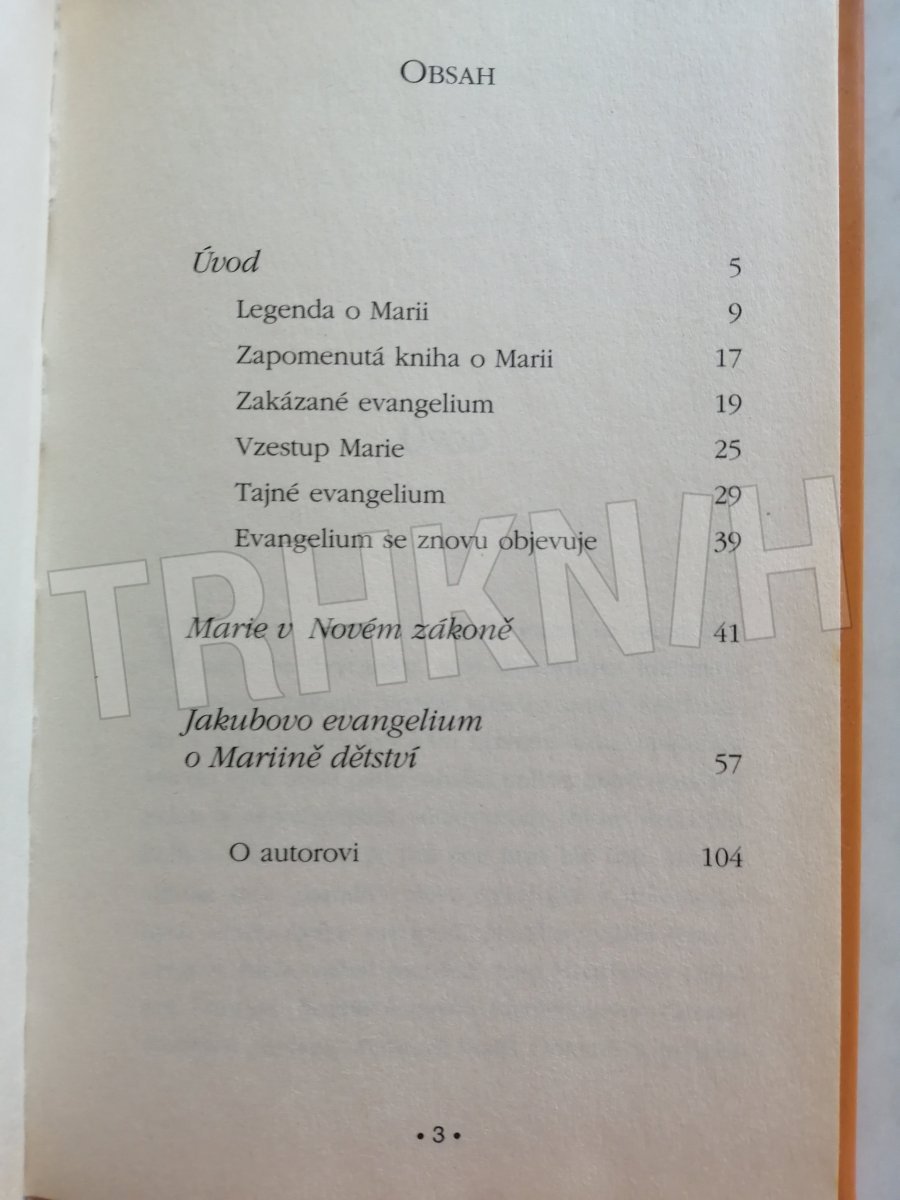 OBSAH
Úvod 5
Legenda o Marii 9
Zapomenutá kniha o Marii 17
Zakázané evangelium 19
Vzestup Marie 25
Tajné evangelium 29
Evangelium se znovu objevuje 39
Marie v Novém zákoně 41
Jakubovo evangelium
o Mariině dětství 57
O autorovi 104
• 3 •
TRHKNIH